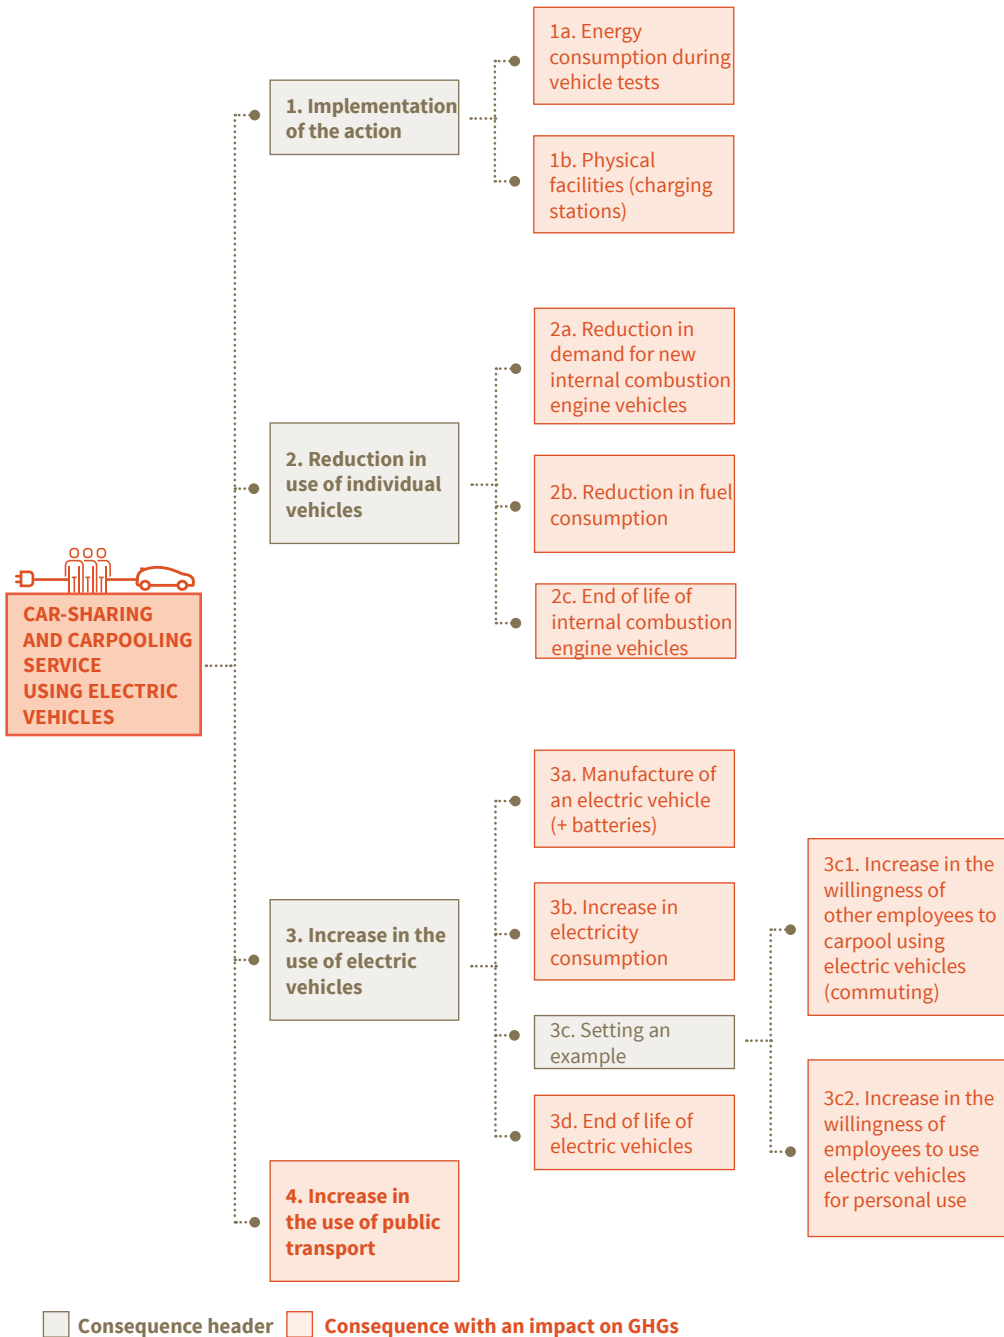 1a. Energy
consumption during
vehicle tests
1. Implementation
of the action
1b. Physical
facilities (charging
stations)
2a. Reduction in
demand for new
internal combustion
engine vehicles
2. Reduction in
use of individual
vehicles
2b. Reduction in fuel
consumption
2c. End of life of
internal combustion
engine vehicles
CAR-SHARING
AND CARPOOLING
SERVICE
USING ELECTRIC
VEHICLES
3a. Manufacture of
an electric vehicle
(+ batteries)
3. Increase in the
use of electric
vehicles
3b. Increase in
electricity
consumption
3c. Setting an
example
3c1. Increase in the
willingness of
other employees to
carpool using
electric vehicles
(commuting)
3c2. Increase in the
willingness of
employees to use
electric vehicles
for personal use
3d. End of life of
electric vehicles
4. Increase in
the use of public
transport
Consequence header
Consequence with an impact on GHGs